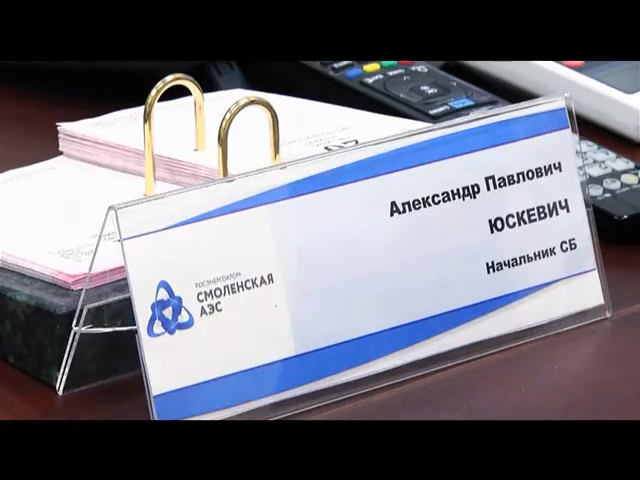 Александр Павлович
ЮСКЕВИЧ
Начальник СБ
РОСЭНЕРГОАТОМ
СМОЛЕНСКАЯ
АЭС